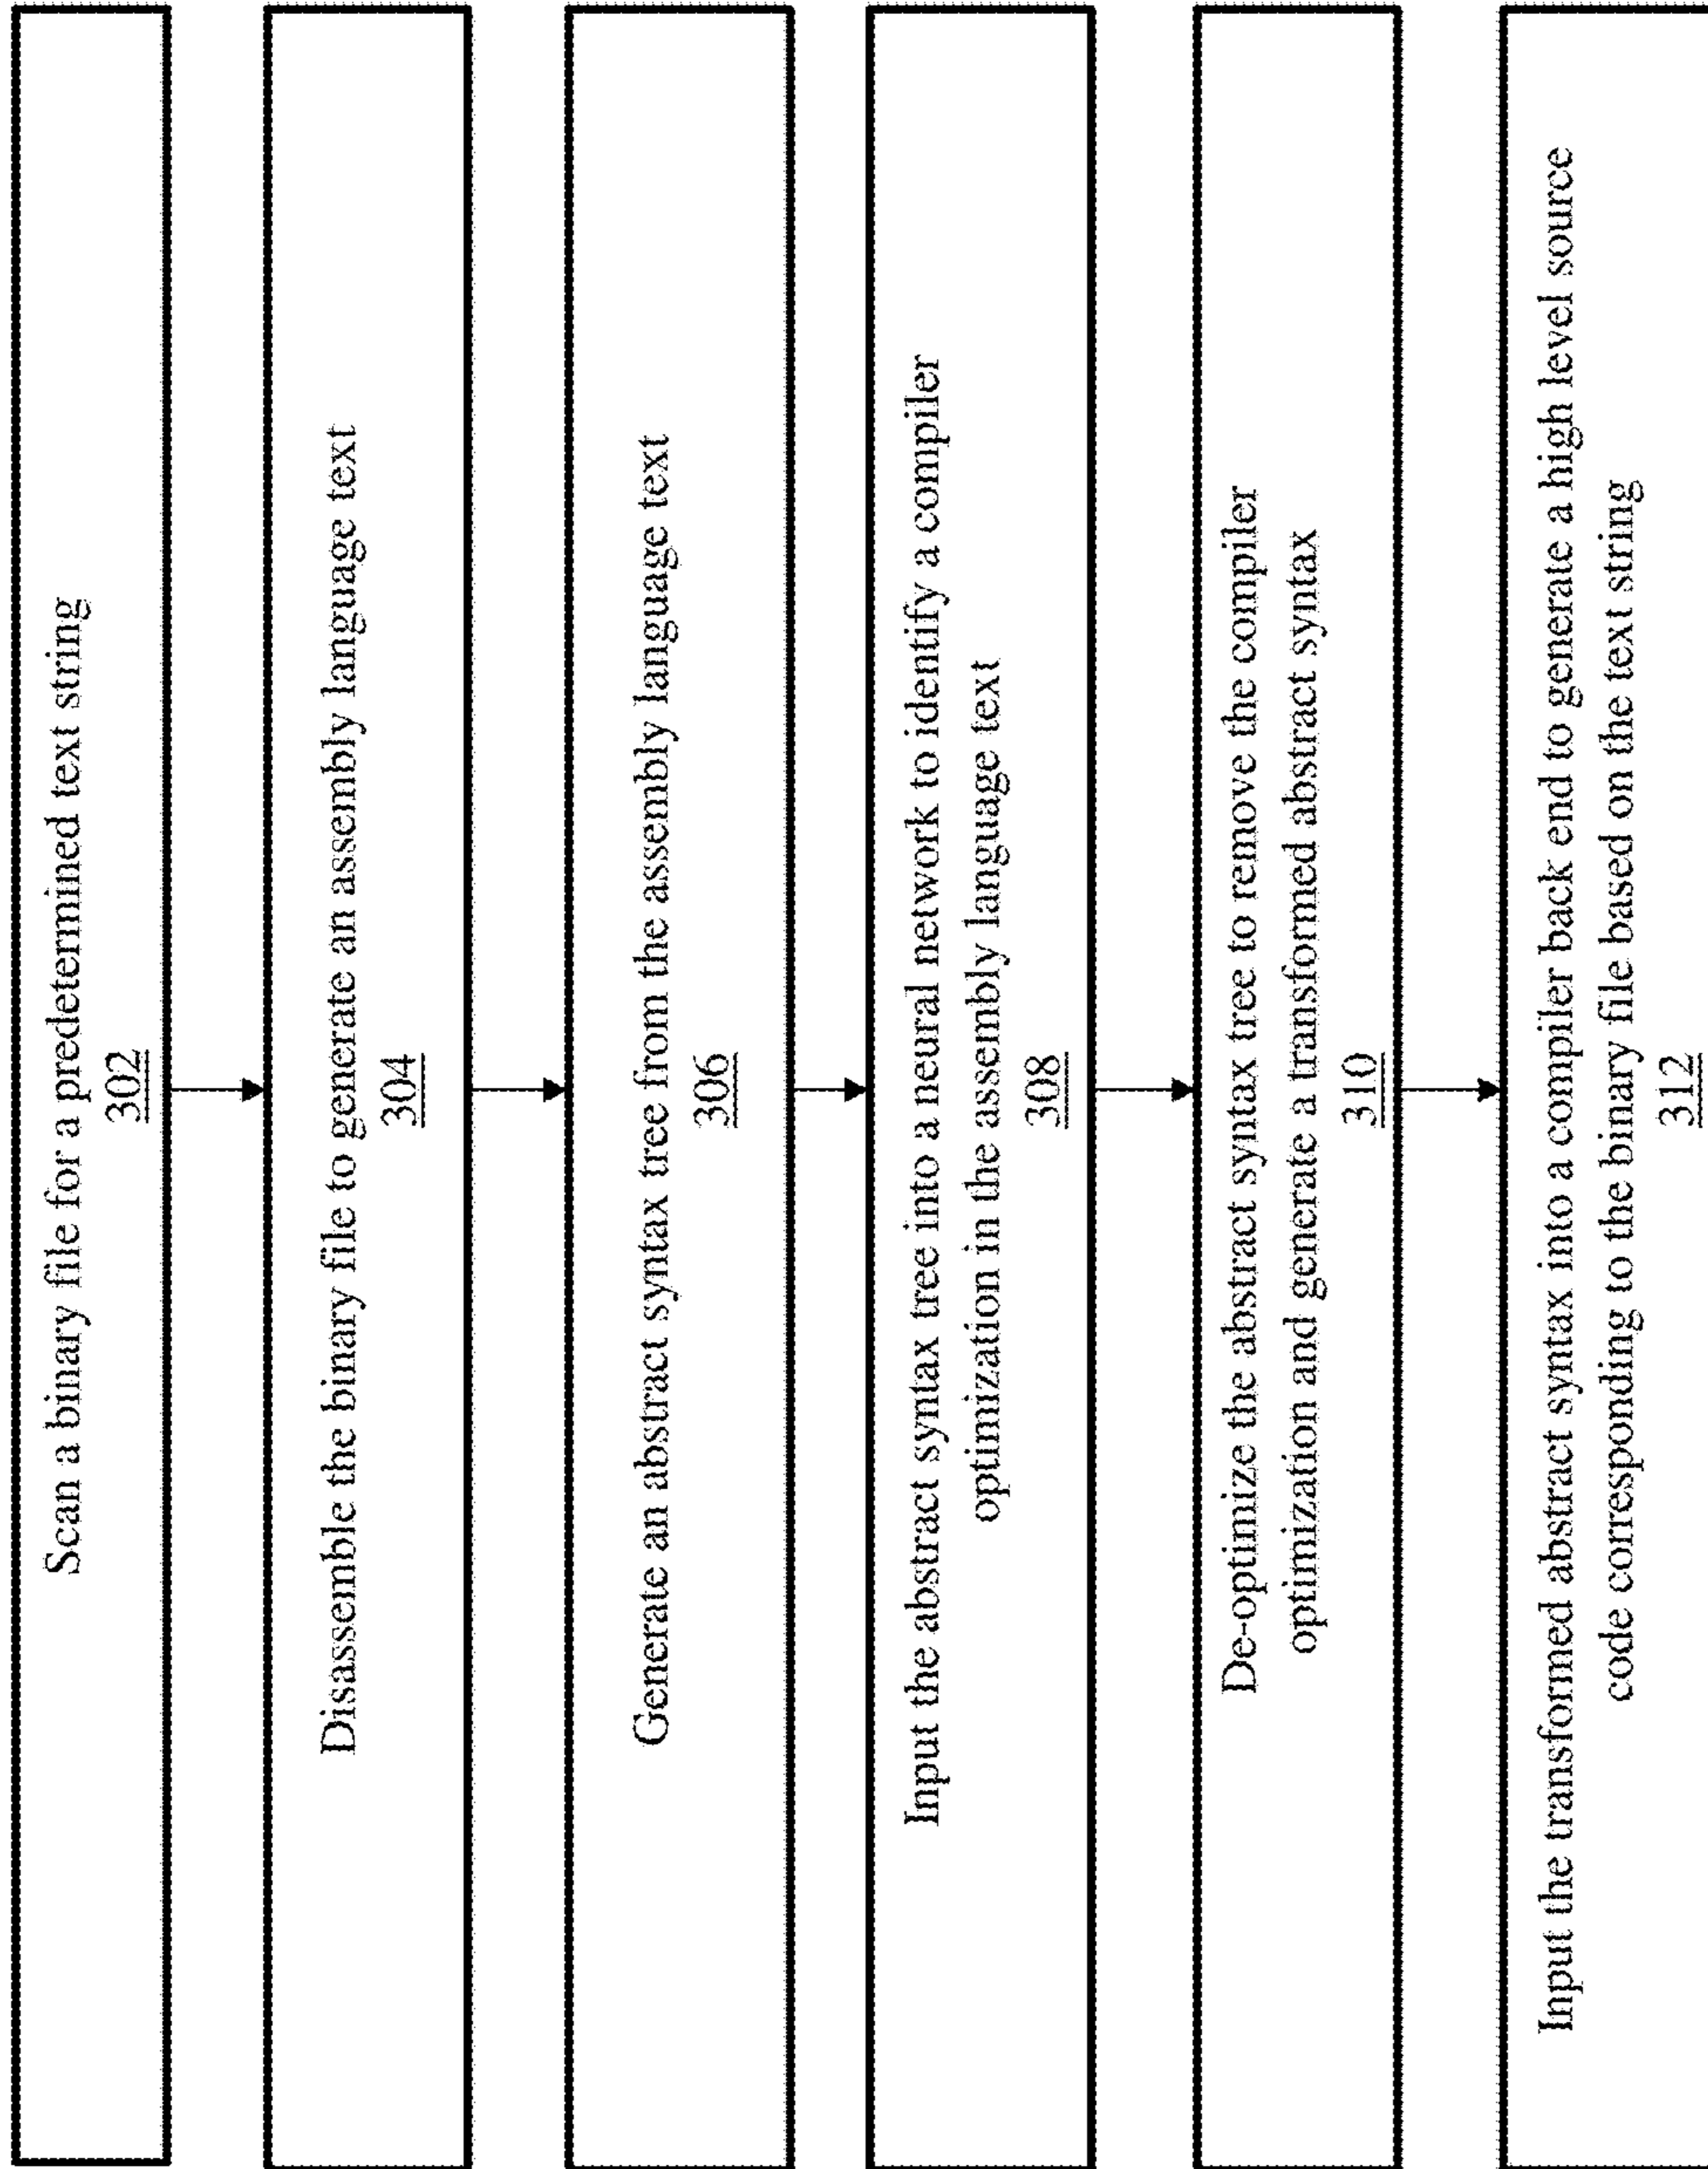 Scan a binary file for a predetermined text string
302
Disassemble the binary file to generate an assembly language text
304
Generate an abstract syntax tree from the assembly language text
306
Input the abstract syntax tree into a neural network to identify a compiler
optimization in the assembly language text
308
De-optimize the abstract syntax tree to remove the compiler
optimization and generate a transformed abstract syntax
310
Input the transformed abstract syntax into a compiler back end to generate a high level source
code corresponding to the binary file based on the text string
312